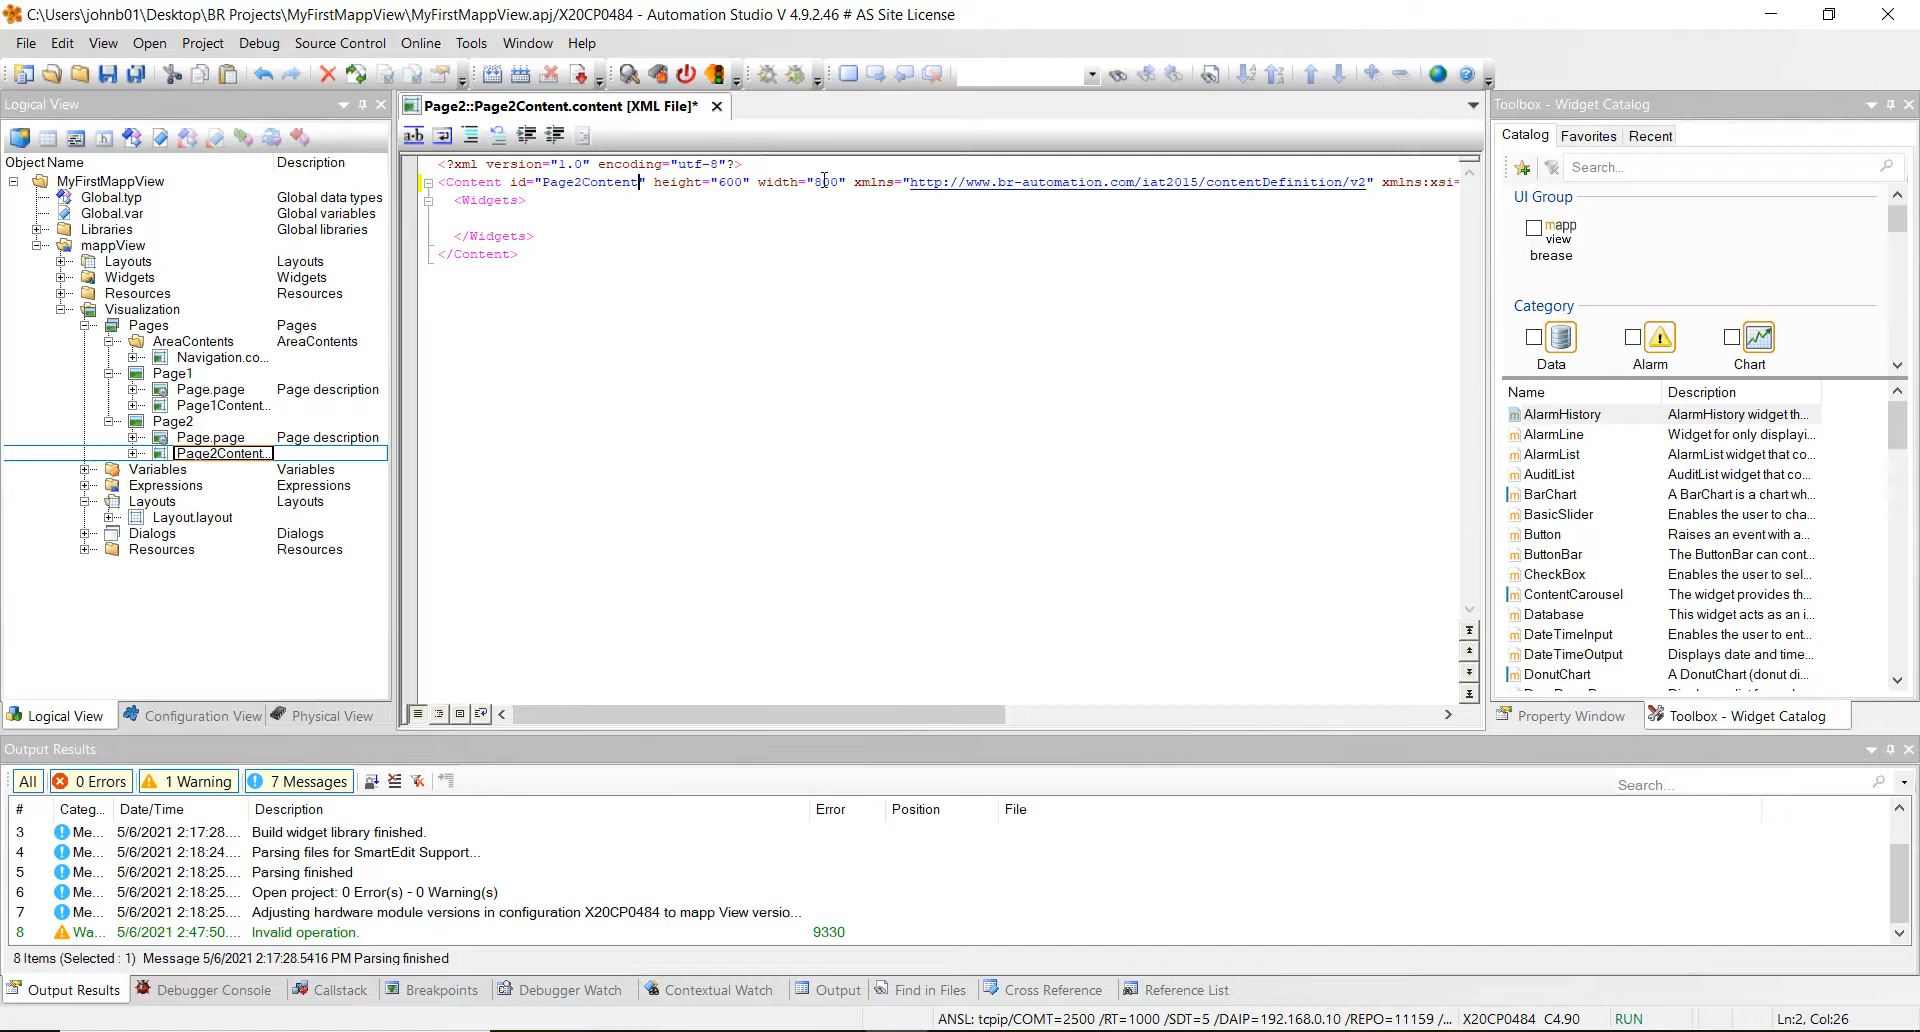 C:\Users\johnb01\Desktop\BR Projects\MyFirstMappView\MyFirstMappView.apj/X20CP0484 - Automation Studio V 4.9.2.46 # AS Site License
File Edit View Open Project Debug Source Control Online Tools Window Help
Logical View
Object Name Description
MyFirstMappView
Global.typ Global data types
Global.var Global variables
Libraries Global libraries
mappView
Layouts Layouts
Widgets Widgets
Resources Resources
Visualization
Pages Pages
AreaContents AreaContents
Navigation.co...
Page1
Page.page Page description
Page1Content...
Page2
Page.page Page description
Page2Content...
Variables Variables
Expressions Expressions
Layouts Layouts
Layout.layout
Dialogs Dialogs
Resources Resources
Logical View Configuration View Physical View
Page2::Page2Content.content [XML File]*
<?xml version="1.0" encoding="utf-8"?>
<Content id="Page2Content" height="600" width="800" xmlns="http://www.br-automation.com/iat2015/contentDefinition/v2" xmlns:xsi=
<Widgets>
</Widgets>
</Content>
Toolbox - Widget Catalog
Catalog Favorites Recent
Search...
UI Group
mapp
view
brease
Category
Data Alarm Chart
Name Description
AlarmHistory AlarmHistory widget th...
AlarmLine Widget for only displayi...
AlarmList AlarmList widget that co...
AuditList AuditList widget that co...
BarChart A BarChart is a chart wh...
BasicSlider Enables the user to cha...
Button Raises an event with a...
ButtonBar The ButtonBar can cont...
CheckBox Enables the user to sel...
ContentCarousel The widget provides th...
Database This widget acts as an i...
DateTimeInput Enables the user to ent...
DateTimeOutput Displays date and time...
DonutChart A DonutChart (donut di...
Property Window Toolbox - Widget Catalog
Output Results
All 0 Errors 1 Warning 7 Messages
Search...
# Categ... Date/Time Description Error Position File
3 Me... 5/6/2021 2:17:28.... Build widget library finished.
4 Me... 5/6/2021 2:18:24.... Parsing files for SmartEdit Support...
5 Me... 5/6/2021 2:18:25.... Parsing finished
6 Me... 5/6/2021 2:18:25.... Open project: 0 Error(s) - 0 Warning(s)
7 Me... 5/6/2021 2:18:25.... Adjusting hardware module versions in configuration X20CP0484 to mapp View versio...
8 Wa... 5/6/2021 2:47:50.... Invalid operation. 9330
8 Items (Selected : 1) Message 5/6/2021 2:17:28.5416 PM Parsing finished
Output Results Debugger Console Callstack Breakpoints Debugger Watch Contextual Watch Output Find in Files Cross Reference Reference List
ANSL: tcpip/COMT=2500 /RT=1000 /SDT=5 /DAIP=192.168.0.10 /REPO=11159 /... X20CP0484 C4.90 RUN Ln:2, Col:26